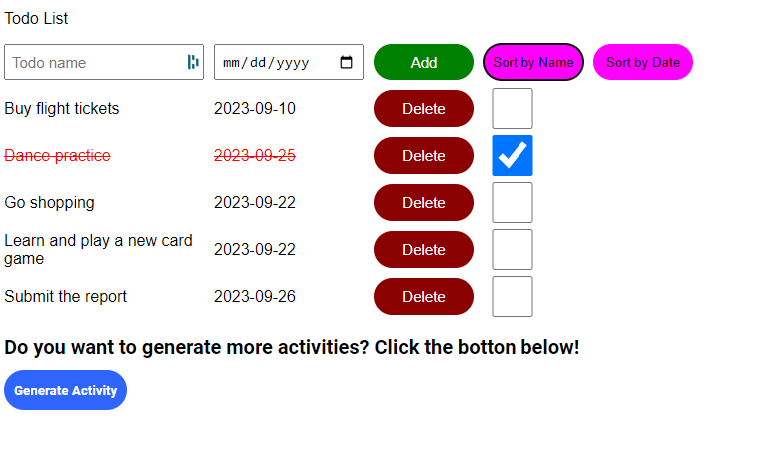 Todo List
Todo name mm/dd/yyyy Add Sort by Name Sort by Date
Buy flight tickets 2023-09-10 Delete
Dance practice 2023-09-25 Delete
Go shopping 2023-09-22 Delete
Learn and play a new card
game 2023-09-22 Delete
Submit the report 2023-09-26 Delete
Do you want to generate more activities? Click the botton below!
Generate Activity